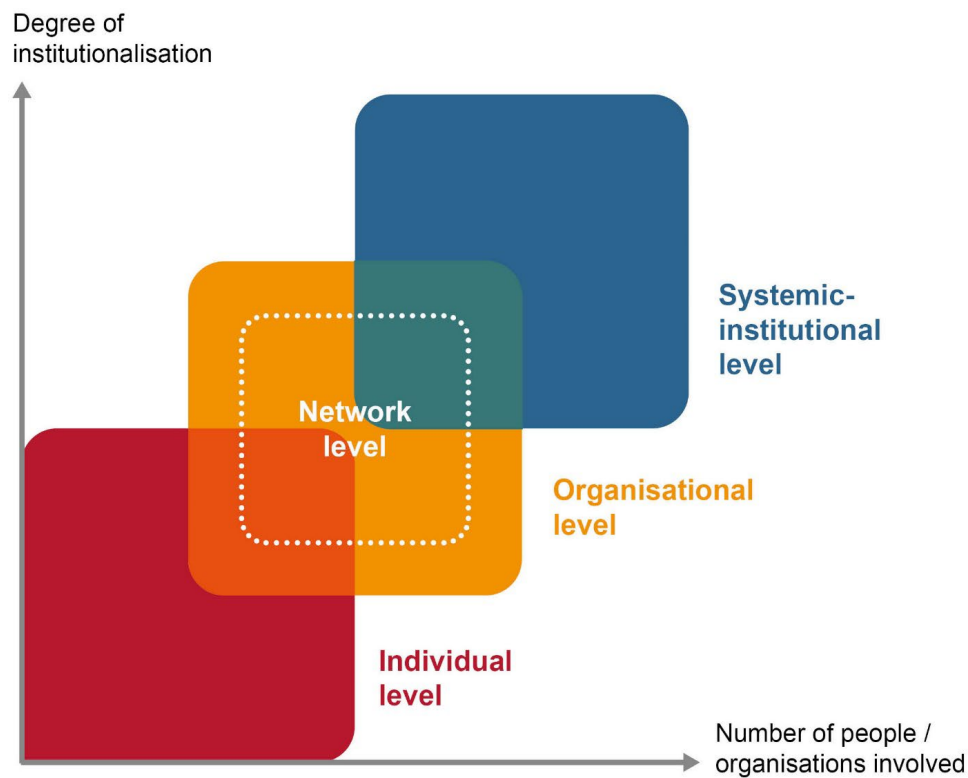 Degree of
institutionalisation
Systemic-
institutional
level
Network
level
Organisational
level
Individual
level
Number of people /
organisations involved